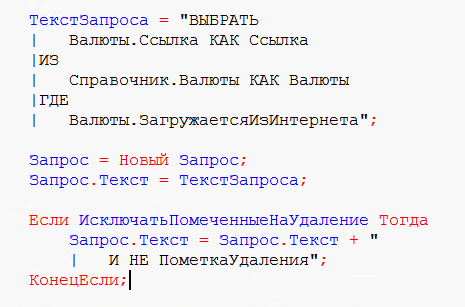 ТекстЗапроса = "ВЫБРАТЬ
|   Валюты.Ссылка КАК Ссылка
|ИЗ
|   Справочник.Валюты КАК Валюты
|ГДЕ
|   Валюты.ЗагружаетсяИзИнтернета";

Запрос = Новый Запрос;
Запрос.Текст = ТекстЗапроса;

Если ИсключатьПомеченныеНаУдаление Тогда
    Запрос.Текст = Запрос.Текст + "
    |   И НЕ ПометкаУдаления";
КонецЕсли;